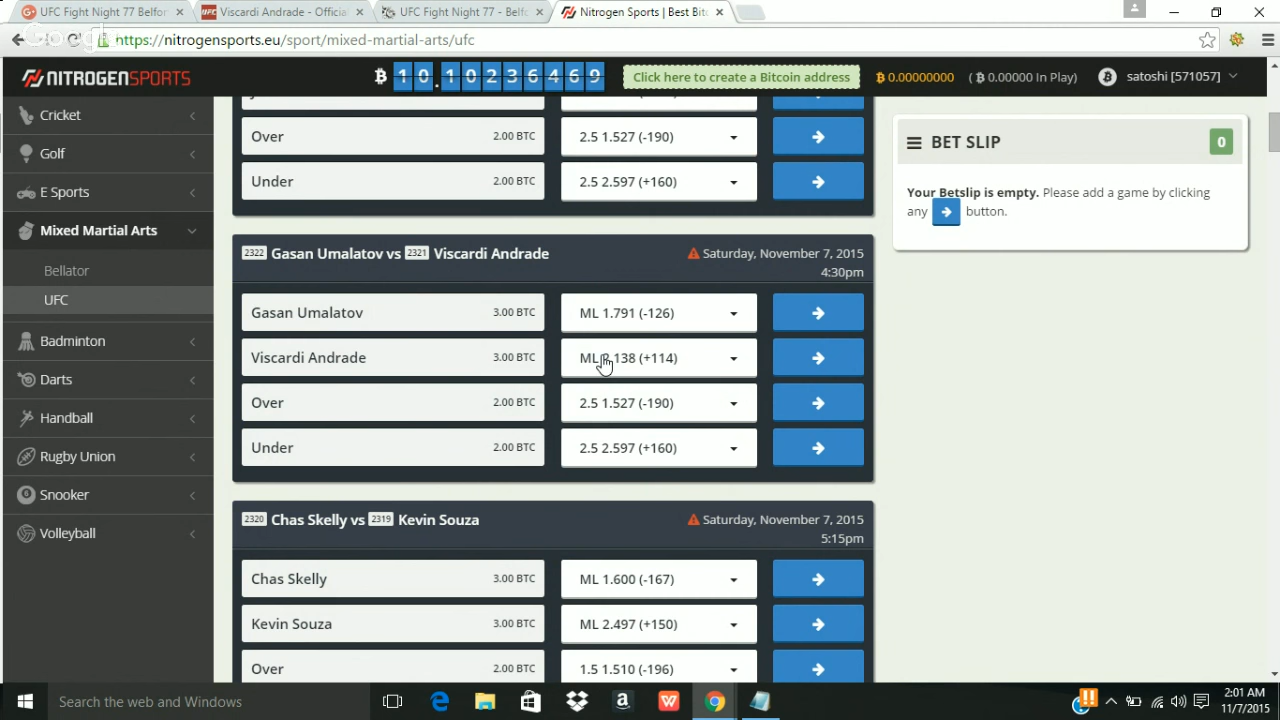 UFC Fight Night 77 Belfor
Viscardi Andrade - Official
UFC Fight Night 77 - Belfo
Nitrogen Sports | Best Bitc
https://nitrogensports.eu/sport/mixed-martial-arts/ufc
NITROGENSPORTS
10.10236469
Click here to create a Bitcoin address
0.00000000
( 0.00000 In Play)
satoshi [571057]
Cricket
Golf
E Sports
Mixed Martial Arts
Bellator
UFC
Badminton
Darts
Handball
Rugby Union
Snooker
Volleyball
Over 2.00 BTC 2.5 1.527 (-190)
Under 2.00 BTC 2.5 2.597 (+160)
2322 Gasan Umalatov vs 2321 Viscardi Andrade Saturday, November 7, 2015
4:30pm
Gasan Umalatov 3.00 BTC ML 1.791 (-126)
Viscardi Andrade 3.00 BTC ML 2.138 (+114)
Over 2.00 BTC 2.5 1.527 (-190)
Under 2.00 BTC 2.5 2.597 (+160)
2320 Chas Skelly vs 2319 Kevin Souza Saturday, November 7, 2015
5:15pm
Chas Skelly 3.00 BTC ML 1.600 (-167)
Kevin Souza 3.00 BTC ML 2.497 (+150)
Over 2.00 BTC 1.5 1.510 (-196)
BET SLIP 0
Your Betslip is empty. Please add a game by clicking
any button.
Search the web and Windows
2:01 AM
11/7/2015